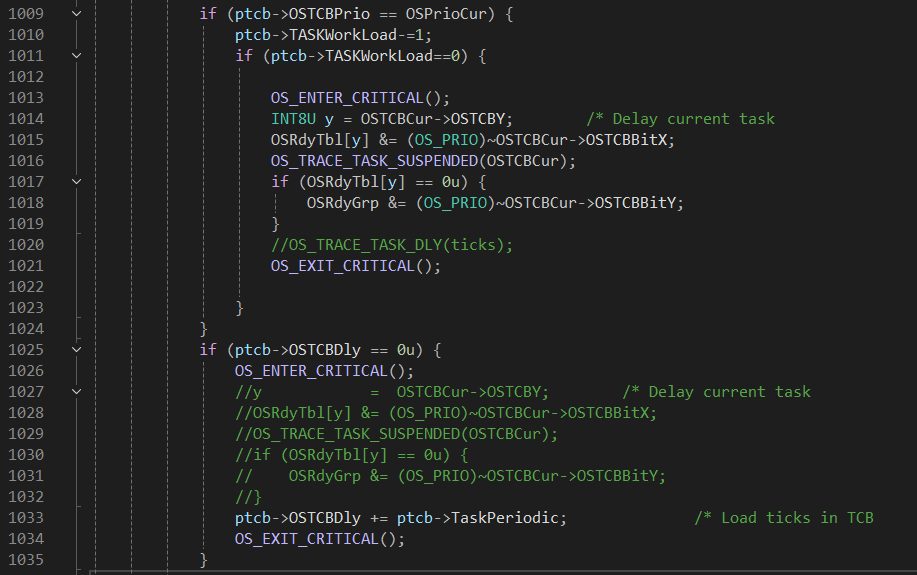 1009 if (ptcb->OSTCBPrio == OSPrioCur) {
1010 ptcb->TASKWorkLoad-=1;
1011 if (ptcb->TASKWorkLoad==0) {
1012
1013 OS_ENTER_CRITICAL();
1014 INT8U y = OSTCBCur->OSTCBY; /* Delay current task
1015 OSRdyTbl[y] &= (OS_PRIO)~OSTCBCur->OSTCBBitX;
1016 OS_TRACE_TASK_SUSPENDED(OSTCBCur);
1017 if (OSRdyTbl[y] == 0u) {
1018 OSRdyGrp &= (OS_PRIO)~OSTCBCur->OSTCBBitY;
1019 }
1020 //OS_TRACE_TASK_DLY(ticks);
1021 OS_EXIT_CRITICAL();
1022
1023 }
1024 }
1025 if (ptcb->OSTCBDly == 0u) {
1026 OS_ENTER_CRITICAL();
1027 //y = OSTCBCur->OSTCBY; /* Delay current task
1028 //OSRdyTbl[y] &= (OS_PRIO)~OSTCBCur->OSTCBBitX;
1029 //OS_TRACE_TASK_SUSPENDED(OSTCBCur);
1030 //if (OSRdyTbl[y] == 0u) {
1031 // OSRdyGrp &= (OS_PRIO)~OSTCBCur->OSTCBBitY;
1032 //}
1033 ptcb->OSTCBDly += ptcb->TaskPeriodic; /* Load ticks in TCB
1034 OS_EXIT_CRITICAL();
1035 }